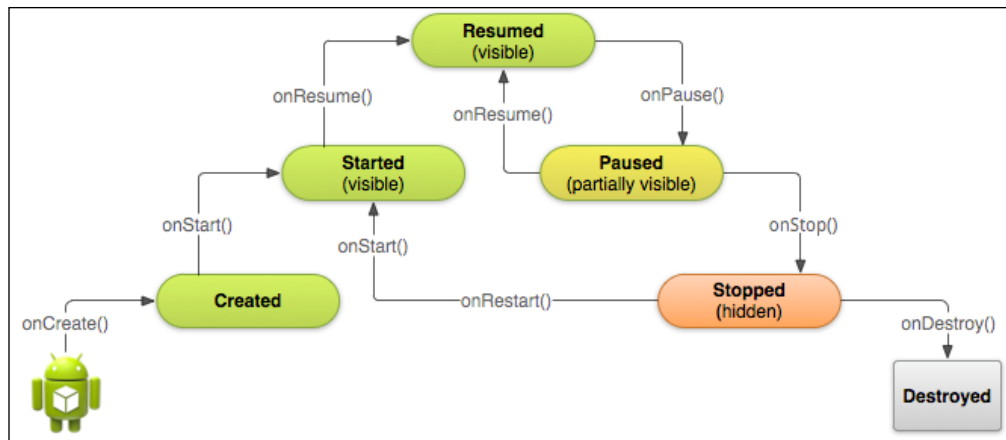 Resumed
(visible)
onResume()
onResume()
onPause()
Started
(visible)
Paused
(partially visible)
onStart()
onStart()
onStop()
Created
onRestart()
Stopped
(hidden)
onCreate()
onDestroy()
Destroyed